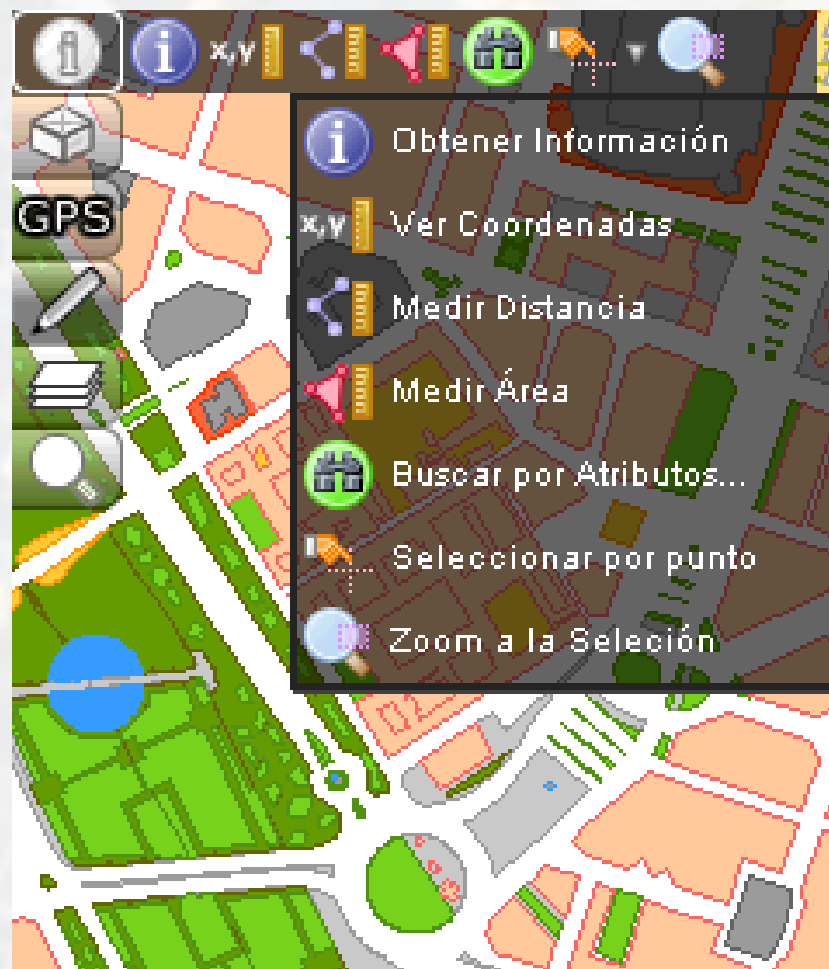 x,y
Obtener Información
GPS
x,y Ver Coordenadas
Medir Distancia
Medir Área
Buscar por Atributos...
Seleccionar por punto
Zoom a la Seleción